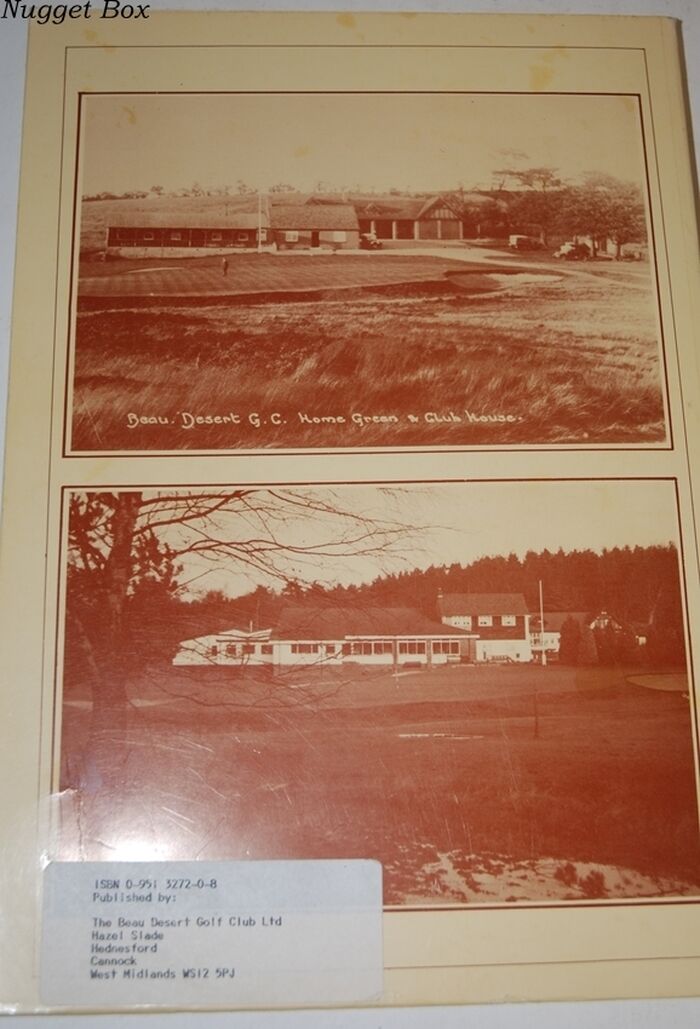 Nugget Box
Beau. Desert G. C. Home Green & Club House.
ISBN 0-951 3272-0-8
Published by:
The Beau Desert Golf Club Ltd
Hazel Slade
Hednesford
Cannock
West Midlands WS12 5PJ